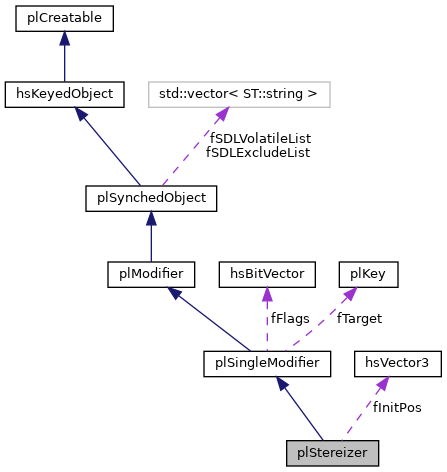 plCreatable
hsKeyedObject
std::vector< ST::string >
fSDLVolatileList
fSDLExcludeList
plSynchedObject
plModifier
hsBitVector
plKey
fFlags
fTarget
plSingleModifier
hsVector3
fInitPos
plStereizer